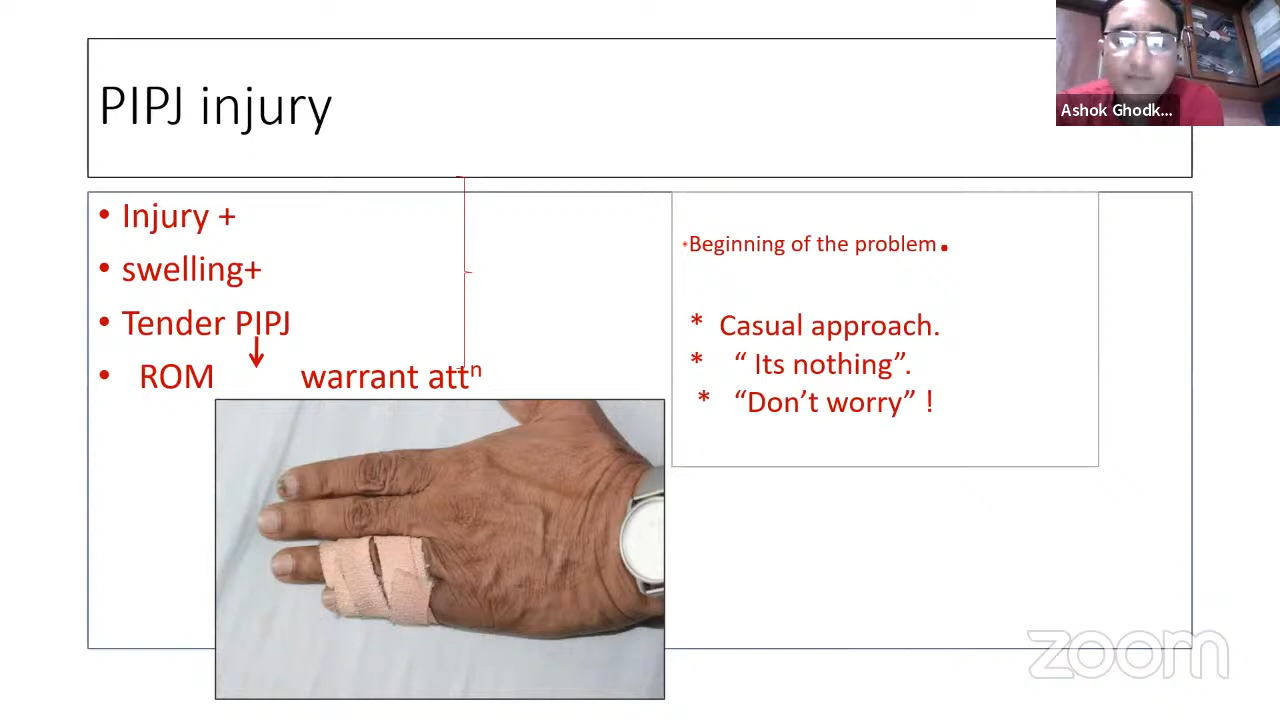 PIPJ injury
Ashok Ghodk...
• Injury +
• swelling+
• Tender PIPJ
• ROM ↓ warrant attⁿ
*Beginning of the problem.
* Casual approach.
* “ Its nothing”.
* “Don’t worry” !
zoom